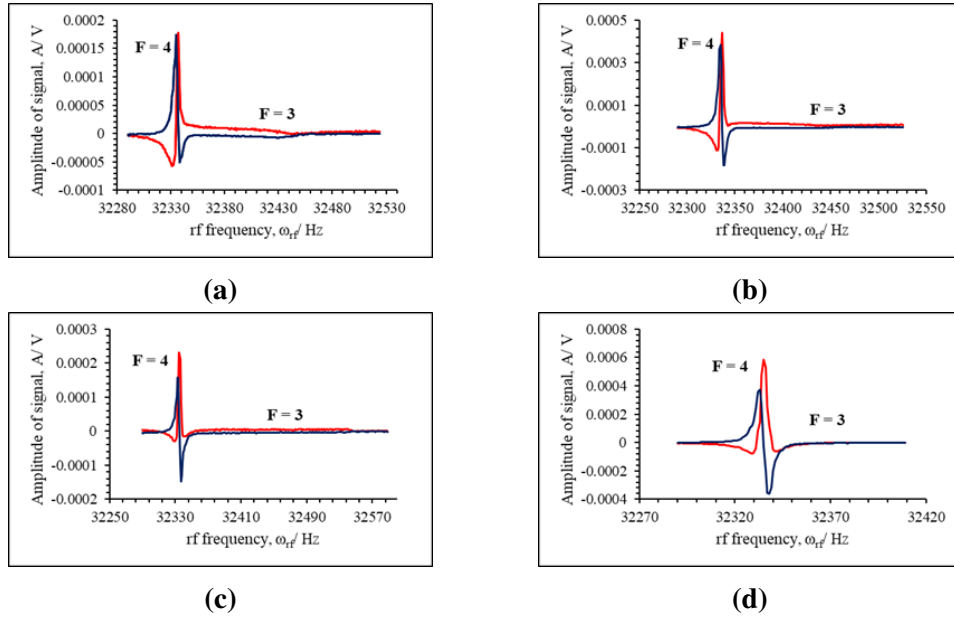 0.0002
0.00015
0.0001
0.00005
0
-0.00005
-0.0001
Amplitude of signal, A/ V
F = 4
F = 3
32280 32330 32380 32430 32480 32530
rf frequency, ωrf/ Hz
(a)
0.0005
0.0003
0.0001
-0.0001
-0.0003
Amplitude of signal, A/ V
F = 4
F = 3
32250 32300 32350 32400 32450 32500 32550
rf frequency, ωrf/ Hz
(b)
0.0003
0.0002
0.0001
0
-0.0001
-0.0002
Amplitude of signal, A/ V
F = 4
F = 3
32250 32330 32410 32490 32570
rf frequency, ωrf/ Hz
(c)
0.0008
0.0006
0.0004
0.0002
0
-0.0002
-0.0004
Amplitude of signal, A/ V
F = 4
F = 3
32270 32320 32370 32420
rf frequency, ωrf/ Hz
(d)